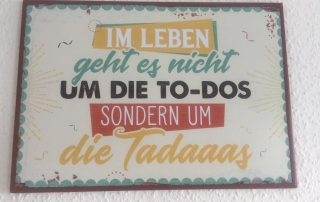 IM LEBEN
geht es nicht
UM DIE TO-DOS
SONDERN UM
die Tadaaas